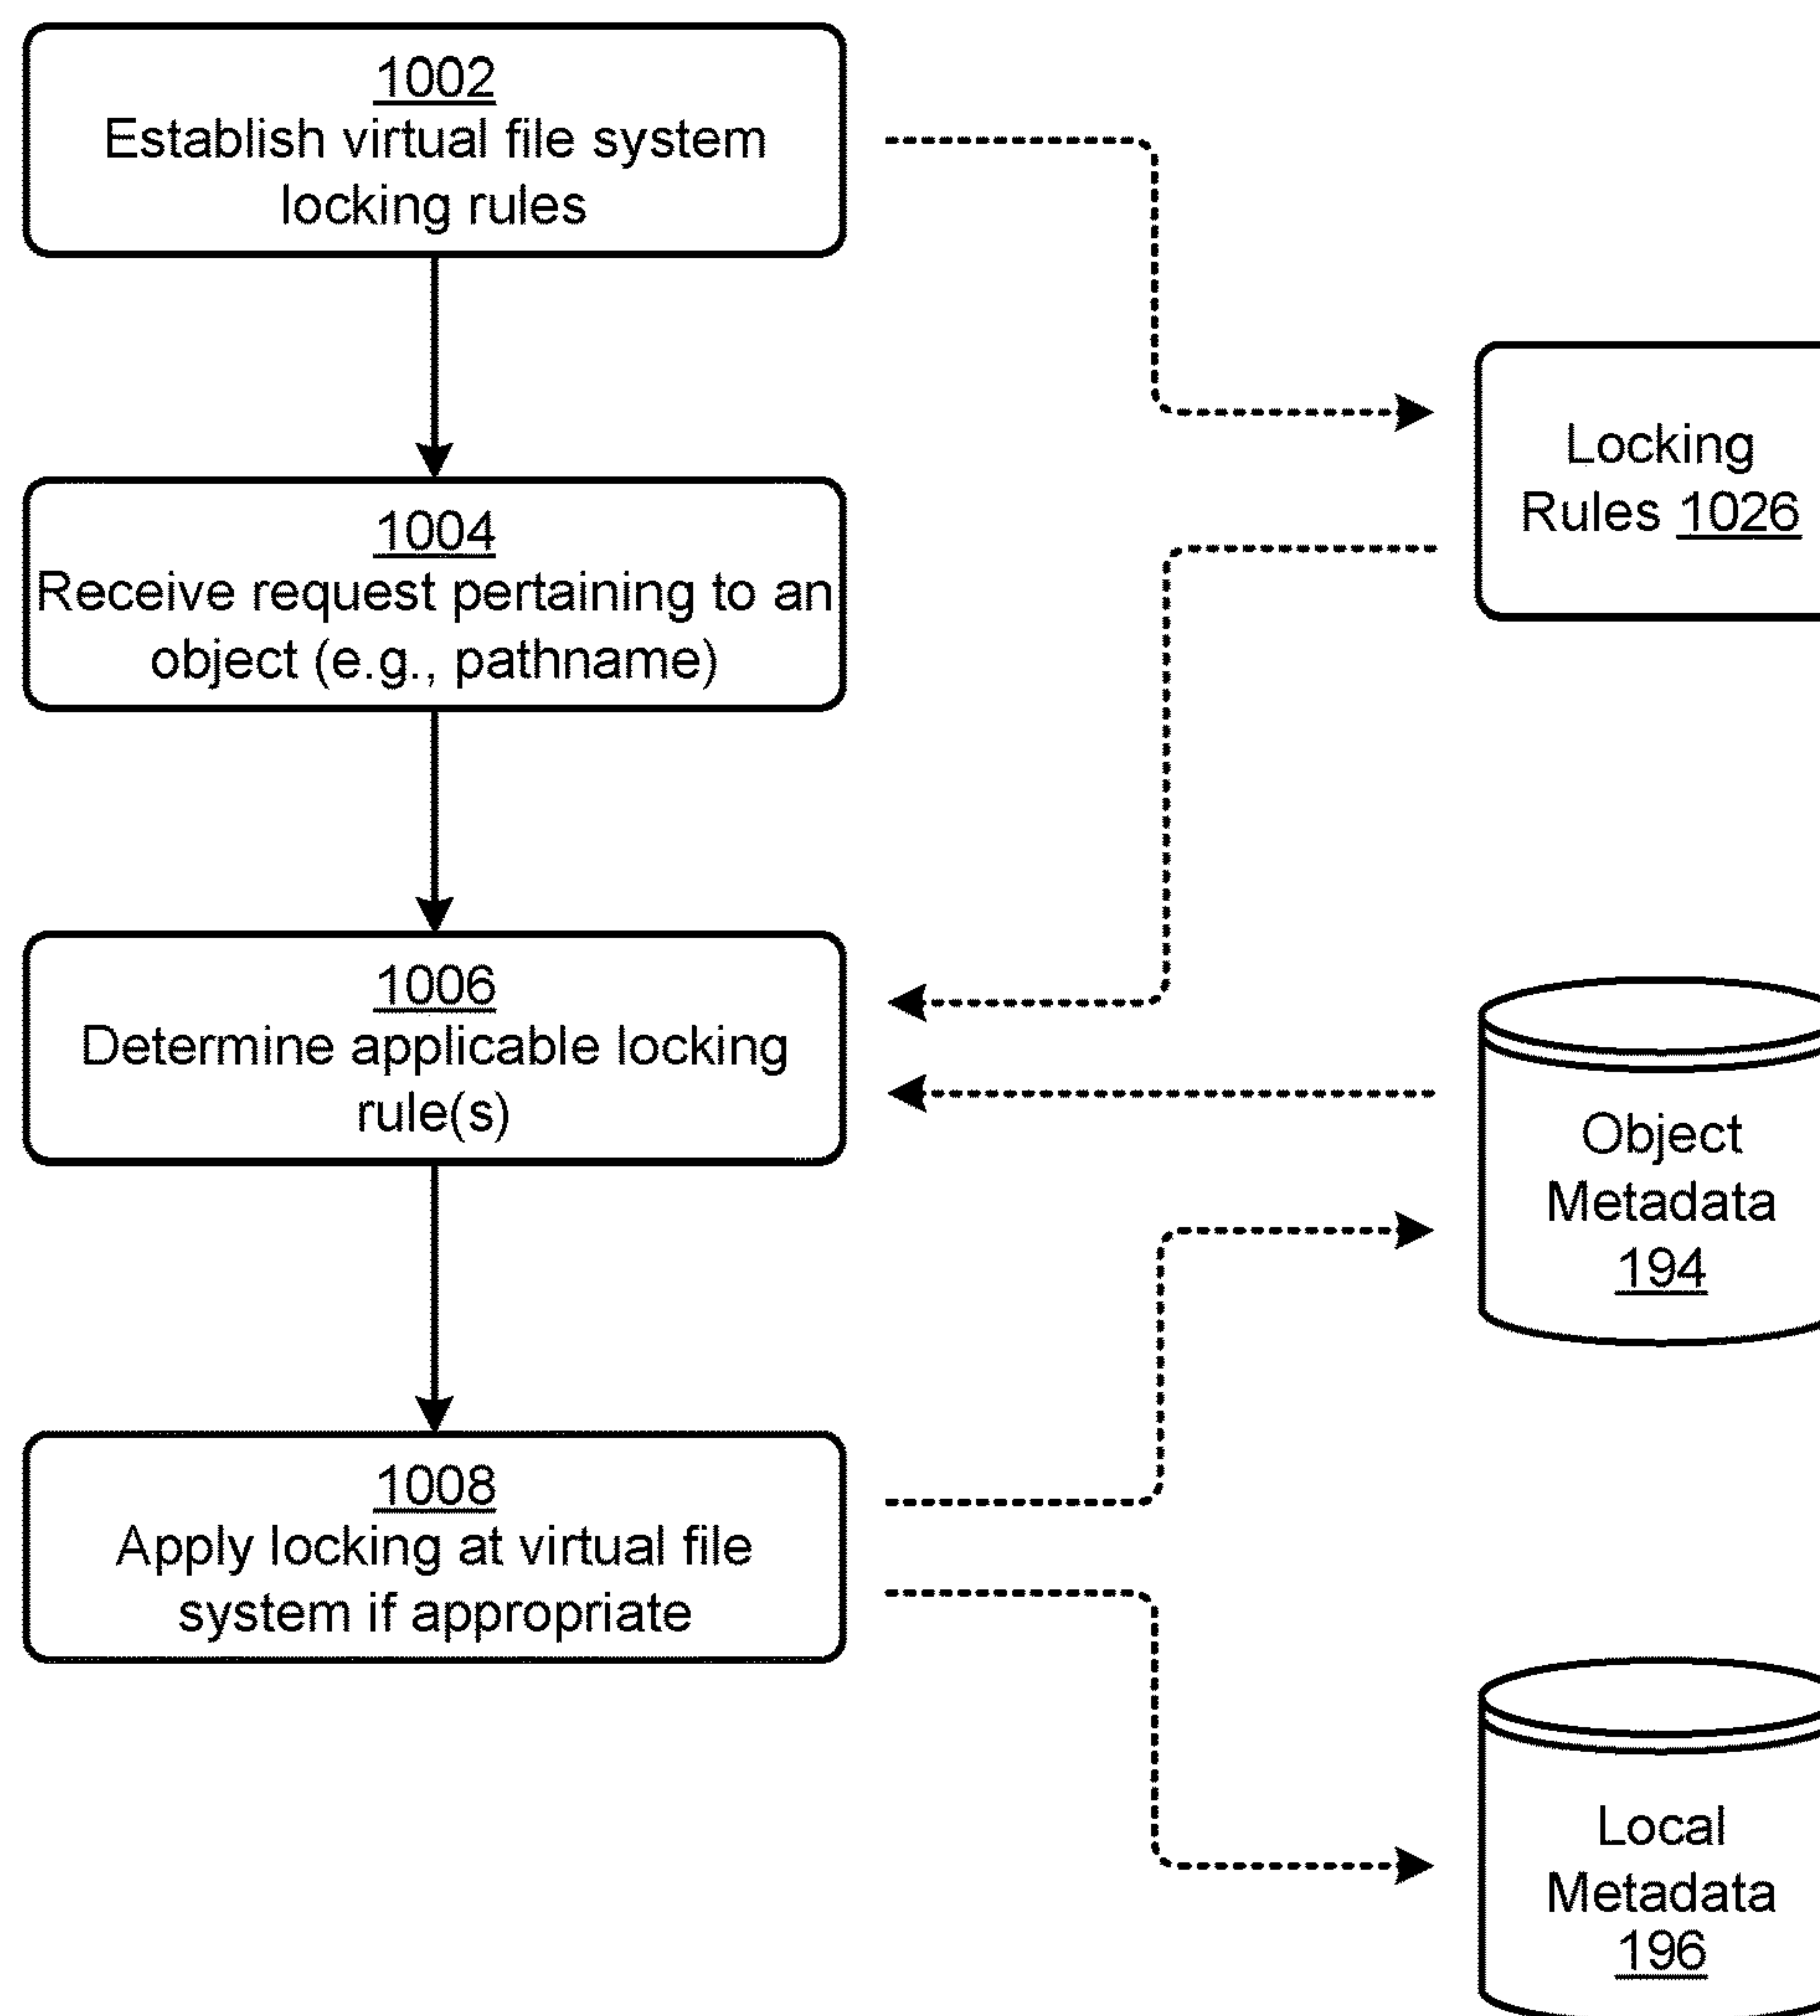 1002
Establish virtual file system
locking rules
1004
Receive request pertaining to an
object (e.g., pathname)
1006
Determine applicable locking
rule(s)
1008
Apply locking at virtual file
system if appropriate
Locking
Rules 1026
Object
Metadata
194
Local
Metadata
196